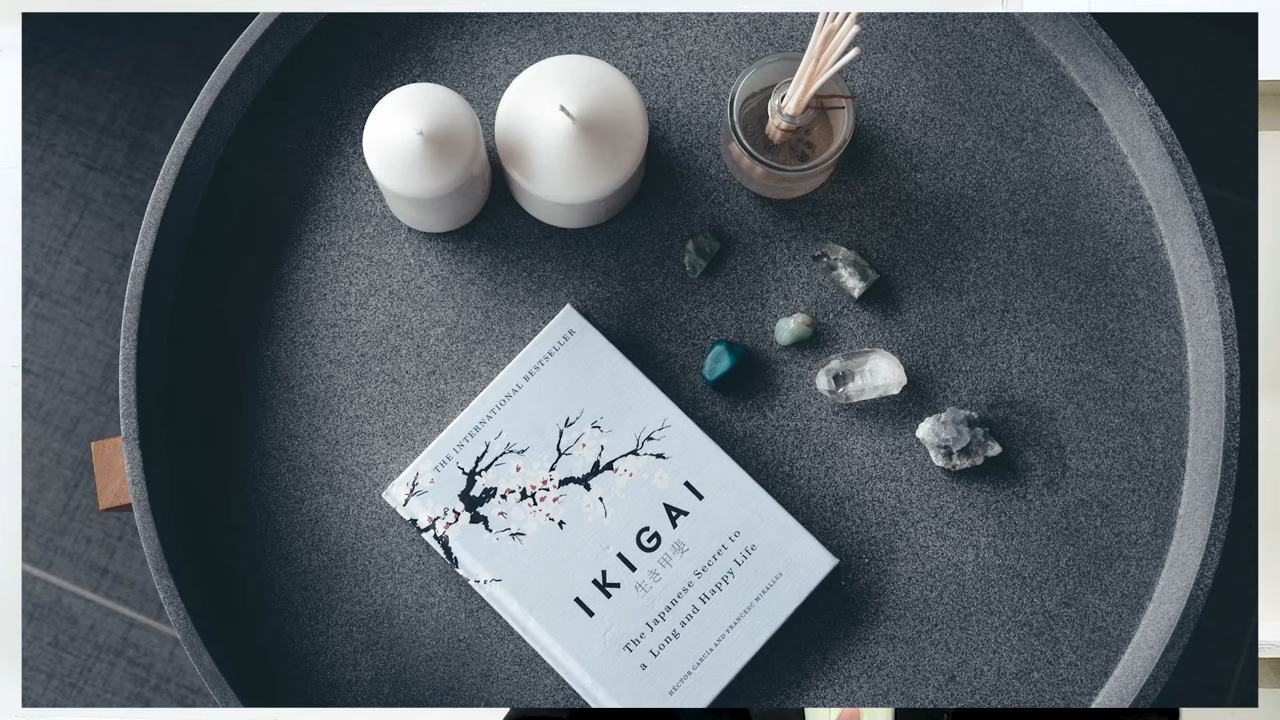 THE INTERNATIONAL BESTSELLER
IKIGAI
生き甲斐
The Japanese Secret to
a Long and Happy Life
HÉCTOR GARCÍA AND FRANCESC MIRALLES